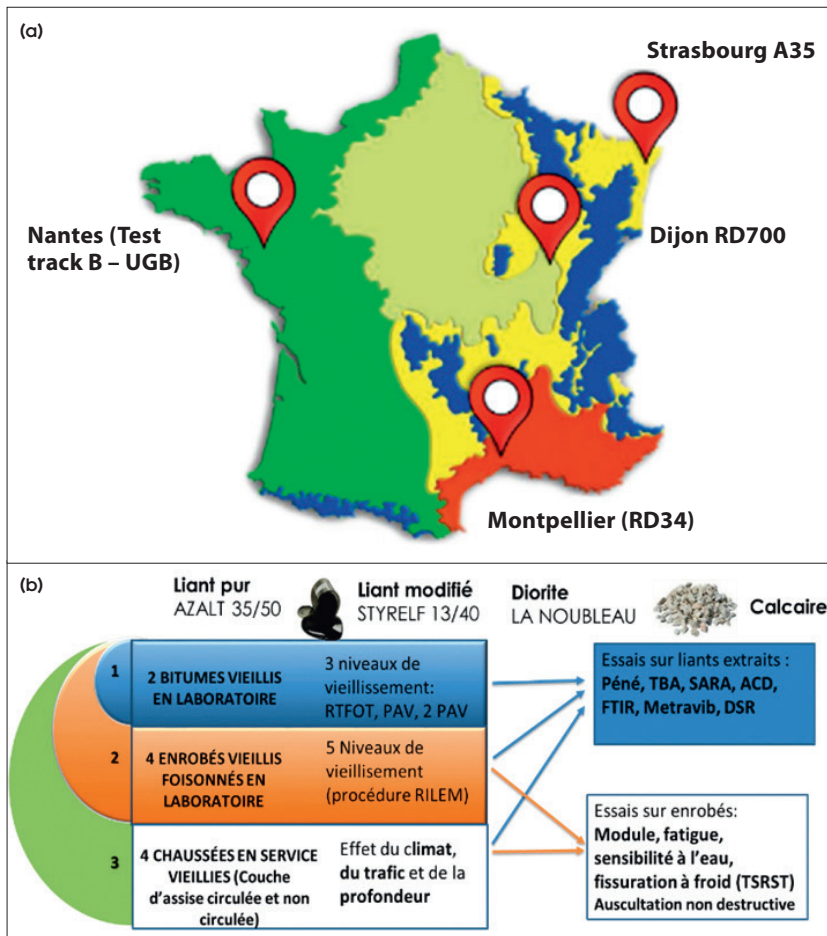 (a)
Strasbourg A35
Nantes (Test
track B – UGB)
Dijon RD700
Montpellier (RD34)
(b)
Liant pur
AZALT 35/50
Liant modifié
STYRELF 13/40
Diorite
LA NOUBLEAU
Calcaire
1
2 BITUMES VIEILLIS
EN LABORATOIRE
3 niveaux de
vieillissement:
RTFOT, PAV, 2 PAV
2
4 ENROBÉS VIEILLIS
FOISONNÉS EN
LABORATOIRE
5 Niveaux de
vieillisement
(procédure RILEM)
3
4 CHAUSSÉES EN SERVICE
VIEILLIES (Couche
d'assise circulée et non
circulée)
Effet du climat,
du trafic et de la
profondeur
Essais sur liants extraits :
Péné, TBA, SARA, ACD,
FTIR, Metravib, DSR
Essais sur enrobés:
Module, fatigue,
sensibilité à l'eau,
fissuration à froid (TSRST)
Auscultation non destructive